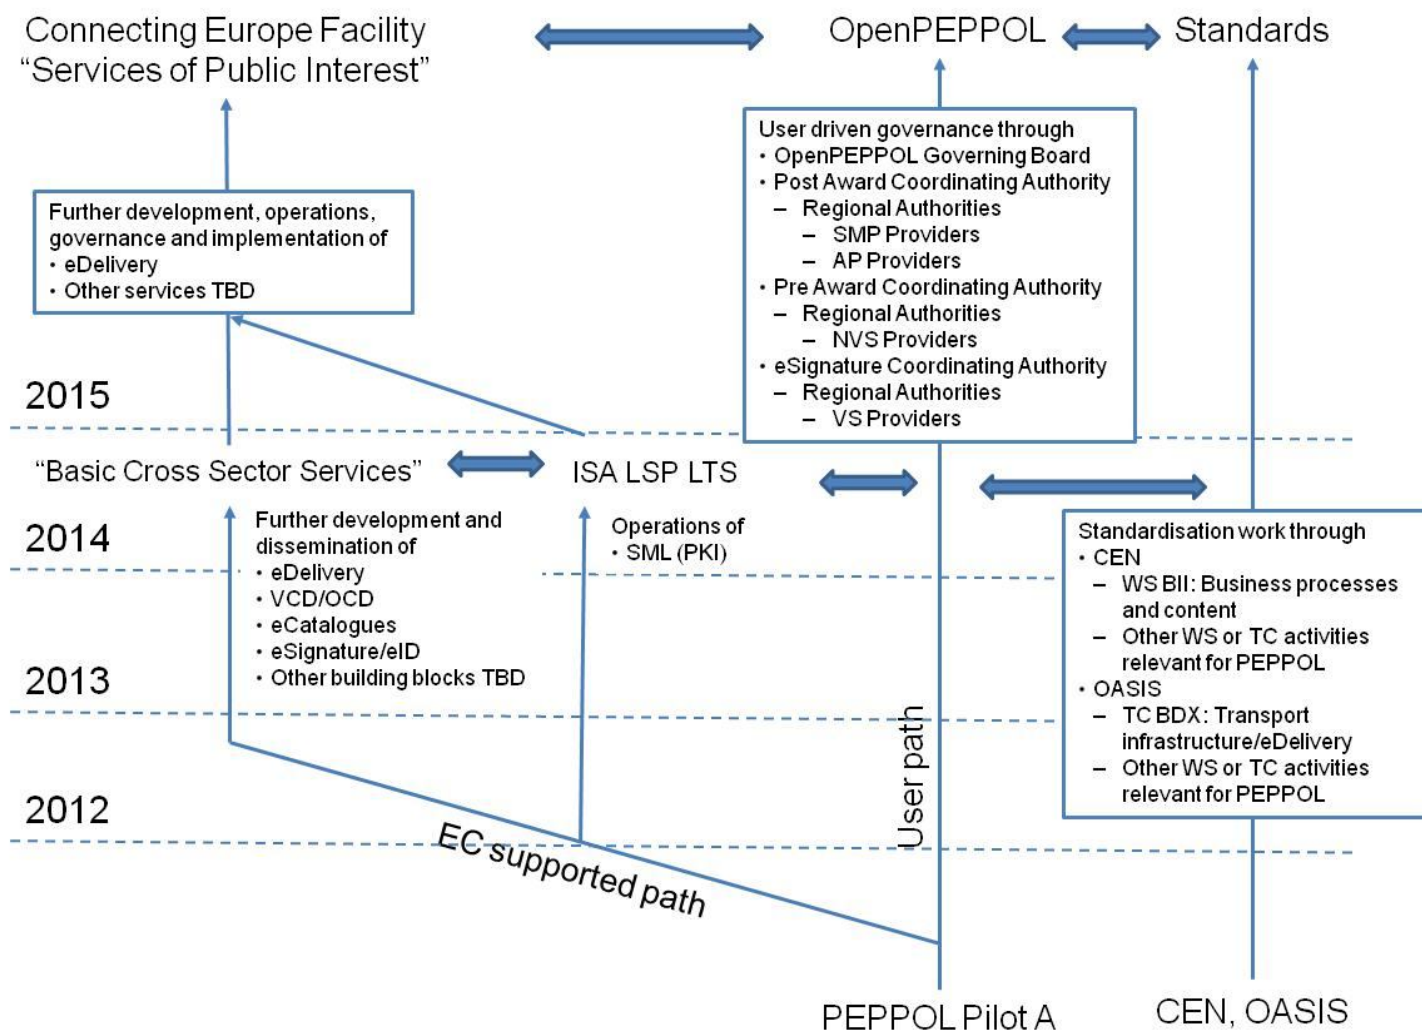 Connecting Europe Facility
“Services of Public Interest”
OpenPEPPOL
Standards
User driven governance through
• OpenPEPPOL Governing Board
• Post Award Coordinating Authority
– Regional Authorities
– SMP Providers
– AP Providers
• Pre Award Coordinating Authority
– Regional Authorities
– NVS Providers
• eSignature Coordinating Authority
– Regional Authorities
– VS Providers
Further development, operations,
governance and implementation of
• eDelivery
• Other services TBD
2015
“Basic Cross Sector Services”
ISA LSP LTS
2014
Further development and
dissemination of
• eDelivery
• VCD/OCD
• eCatalogues
• eSignature/eID
• Other building blocks TBD
Operations of
• SML (PKI)
Standardisation work through
• CEN
– WS BII: Business processes
and content
– Other WS or TC activities
relevant for PEPPOL
• OASIS
– TC BDX: Transport
infrastructure/eDelivery
– Other WS or TC activities
relevant for PEPPOL
2013
2012
User path
EC supported path
PEPPOL Pilot A
CEN, OASIS